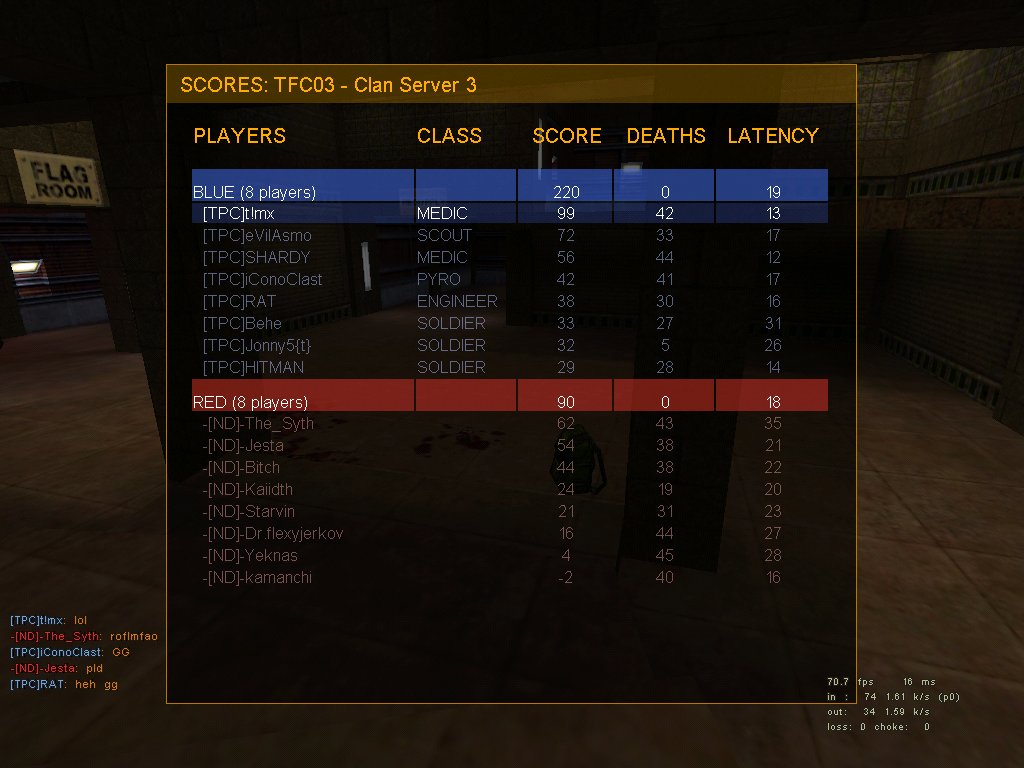 SCORES: TFC03 - Clan Server 3
PLAYERS CLASS SCORE DEATHS LATENCY
FLAG
ROOM
BLUE (8 players) 220 0 19
[TPC]t!mx MEDIC 99 42 13
[TPC]eVilAsmo SCOUT 72 33 17
[TPC]SHARDY MEDIC 56 44 12
[TPC]iConoClast PYRO 42 41 17
[TPC]RAT ENGINEER 38 30 16
[TPC]Behe SOLDIER 33 27 31
[TPC]Jonny5{t} SOLDIER 32 5 26
[TPC]HITMAN SOLDIER 29 28 14
RED (8 players) 90 0 18
-[ND]-The_Syth 62 43 35
-[ND]-Jesta 54 38 21
-[ND]-Bitch 44 38 22
-[ND]-Kaiidth 24 19 20
-[ND]-Starvin 21 31 23
-[ND]-Dr.flexyjerkov 16 44 27
-[ND]-Yeknas 4 45 28
-[ND]-kamanchi -2 40 16
[TPC]t!mx: lol
-[ND]-The_Syth: roflmfao
[TPC]iConoClast: GG
-[ND]-Jesta: pld
[TPC]RAT: heh gg
70.7 fps 16 ms
in : 74 1.61 k/s (p0)
out: 34 1.59 k/s
loss: 0 choke: 0